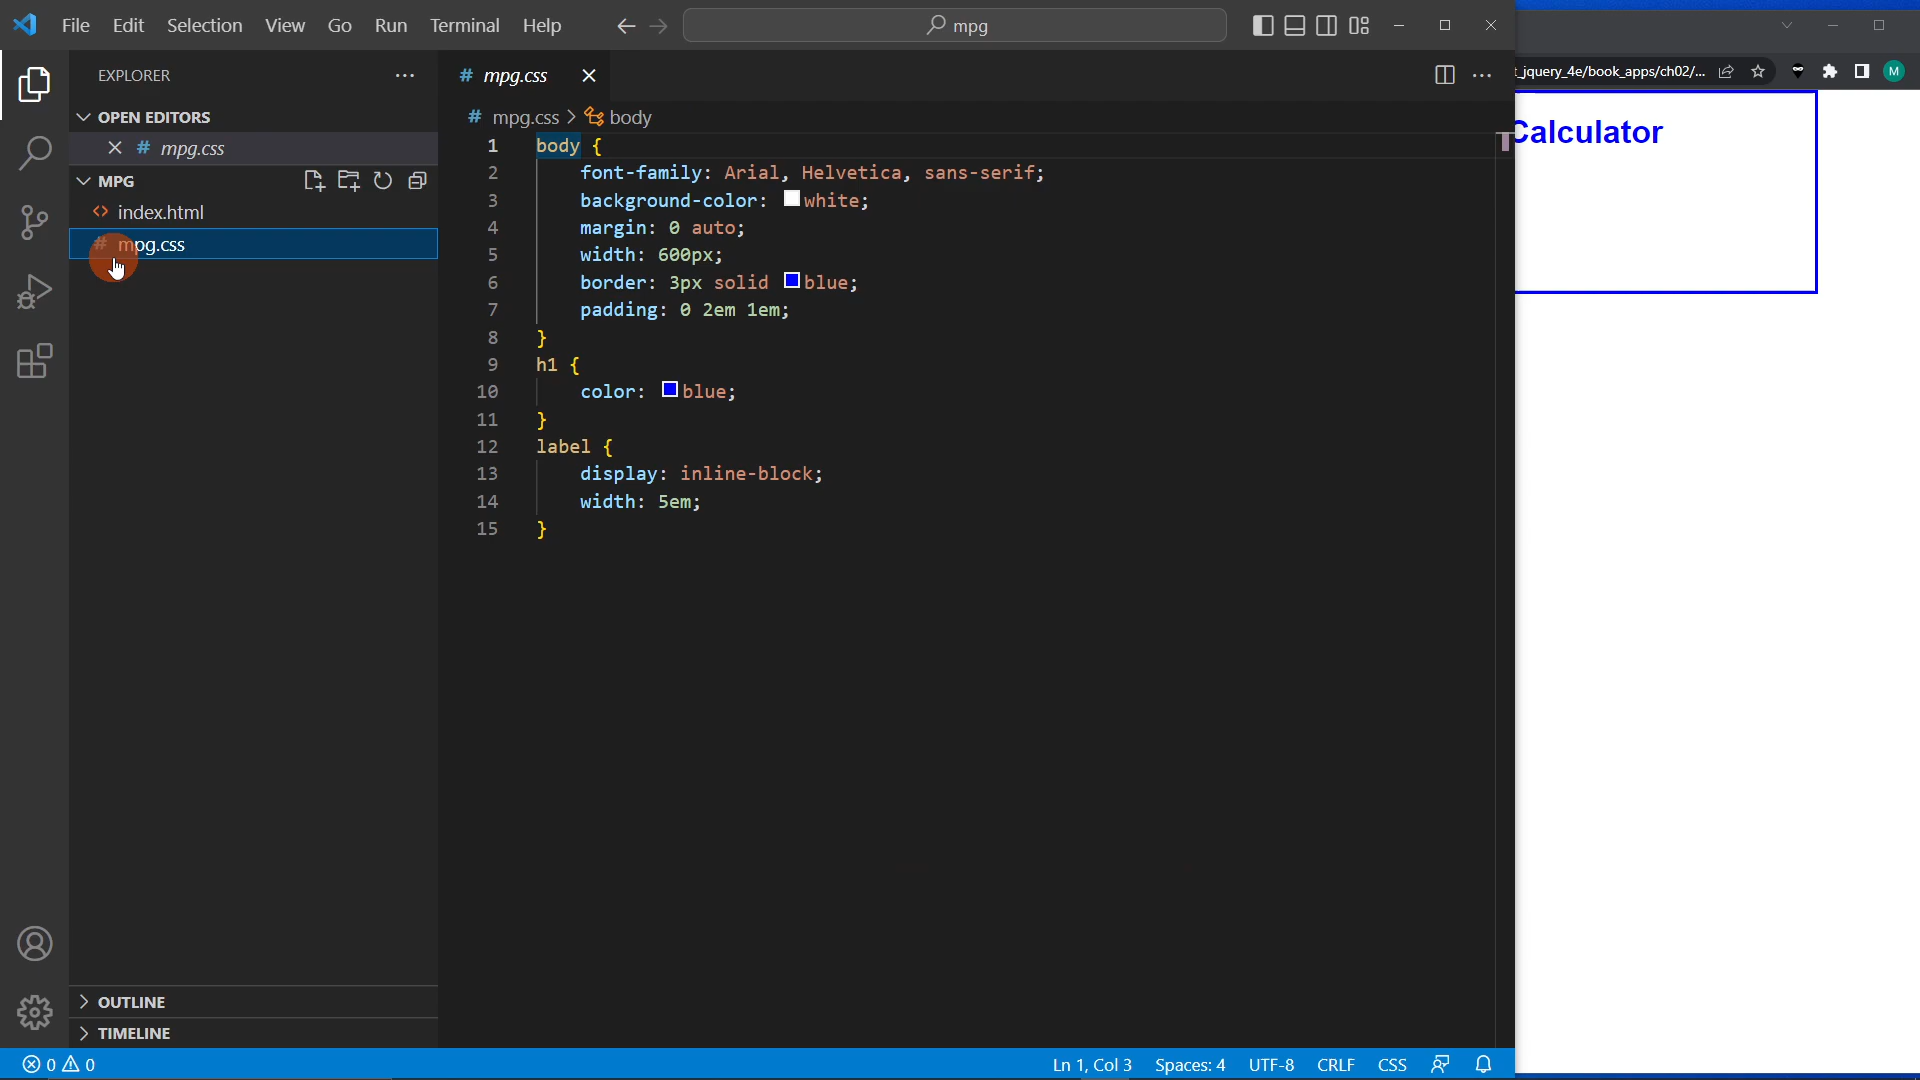 File Edit Selection View Go Run Terminal Help
mpg
t_jquery_4e/book_apps/ch02/...
M
EXPLORER
OPEN EDITORS
# mpg.css
MPG
<> index.html
# mpg.css
OUTLINE
TIMELINE
# mpg.css
# mpg.css > body
1 body {
2 font-family: Arial, Helvetica, sans-serif;
3 background-color: white;
4 margin: 0 auto;
5 width: 600px;
6 border: 3px solid blue;
7 padding: 0 2em 1em;
8 }
9 h1 {
10 color: blue;
11 }
12 label {
13 display: inline-block;
14 width: 5em;
15 }
Calculator
0 0
Ln 1, Col 3 Spaces: 4 UTF-8 CRLF CSS